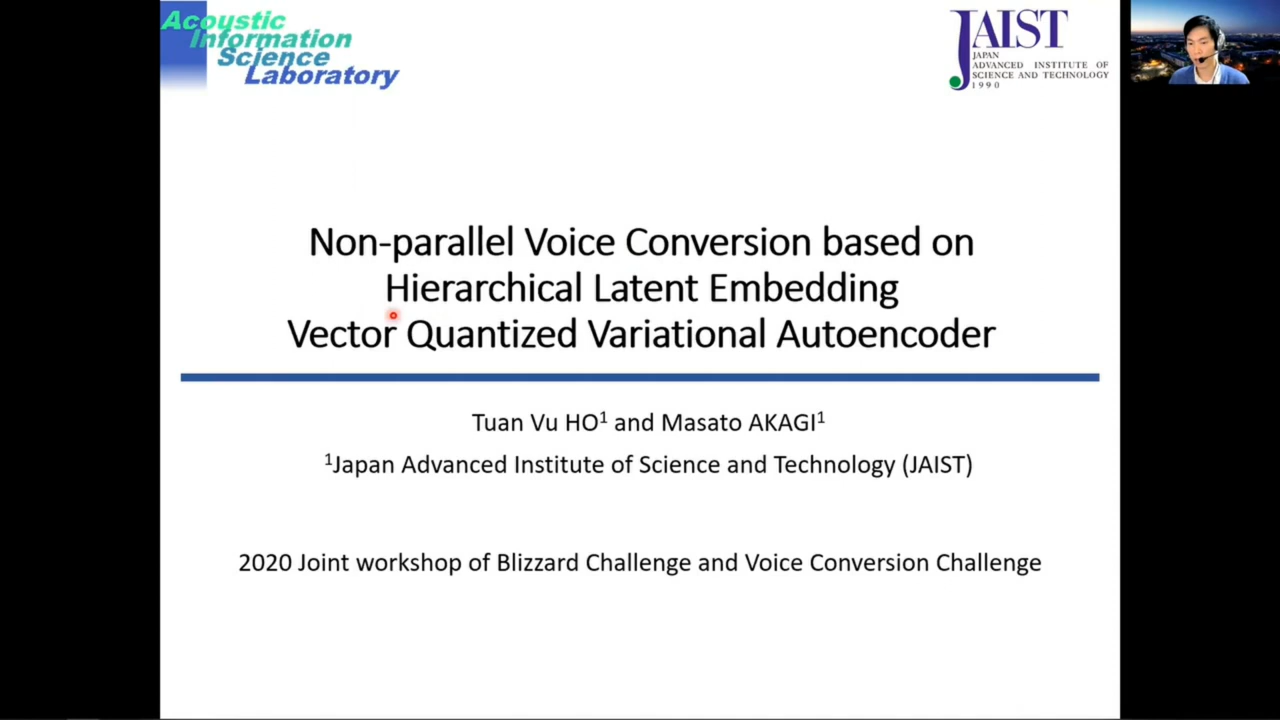 Acoustic
Information
Science
Laboratory
JAIST
JAPAN
ADVANCED INSTITUTE OF
SCIENCE AND TECHNOLOGY
1990
Non-parallel Voice Conversion based on
Hierarchical Latent Embedding
Vector Quantized Variational Autoencoder
Tuan Vu HO¹ and Masato AKAGI¹
¹Japan Advanced Institute of Science and Technology (JAIST)
2020 Joint workshop of Blizzard Challenge and Voice Conversion Challenge